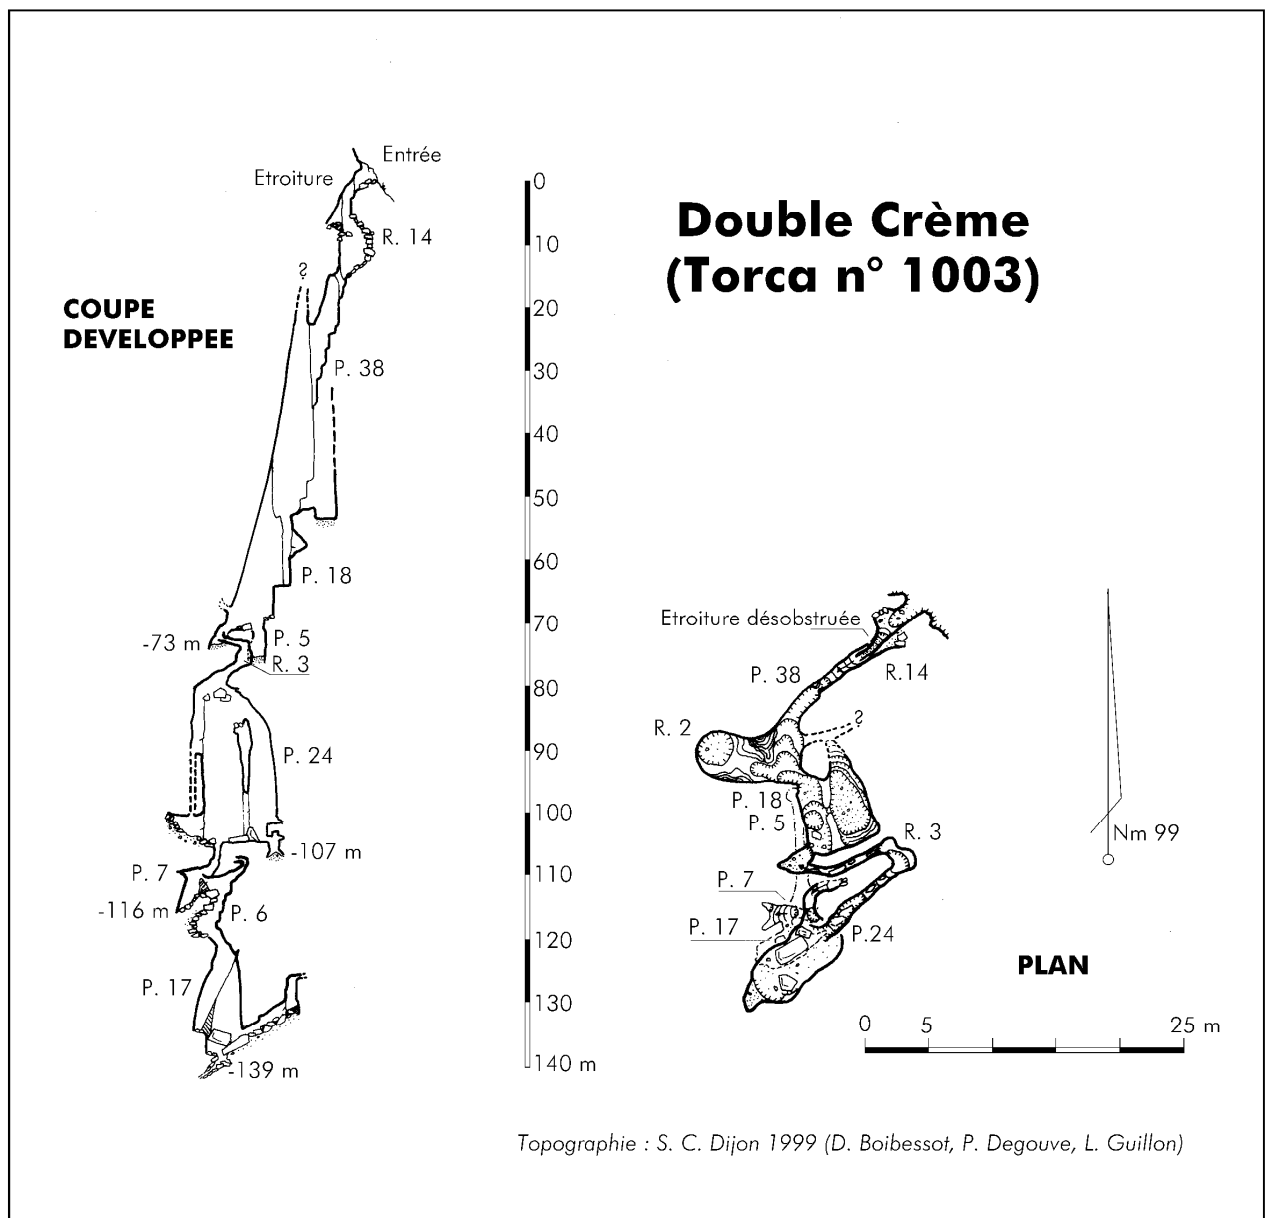 Entrée
Etroiture
R. 14
?
COUPE
DEVELOPPEE
P. 38
P. 18
-73 m
P. 5
R. 3
P. 24
-107 m
P. 7
-116 m
P. 6
P. 17
-139 m
0
10
20
30
40
50
60
70
80
90
100
110
120
130
140 m
Double Crème
(Torca n° 1003)
Etroiture désobstruée
P. 38
R.14
R. 2
?
P. 18
P. 5
R. 3
P. 7
P. 17
P.24
Nm 99
PLAN
0 5 25 m
Topographie : S. C. Dijon 1999 (D. Boibessot, P. Degouve, L. Guillon)